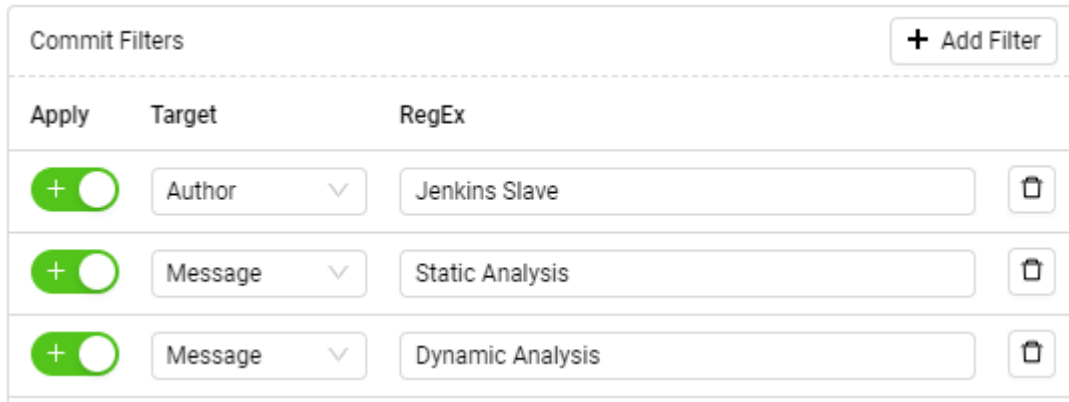 Commit Filters + Add Filter
Apply Target RegEx
+ Author Jenkins Slave
+ Message Static Analysis
+ Message Dynamic Analysis